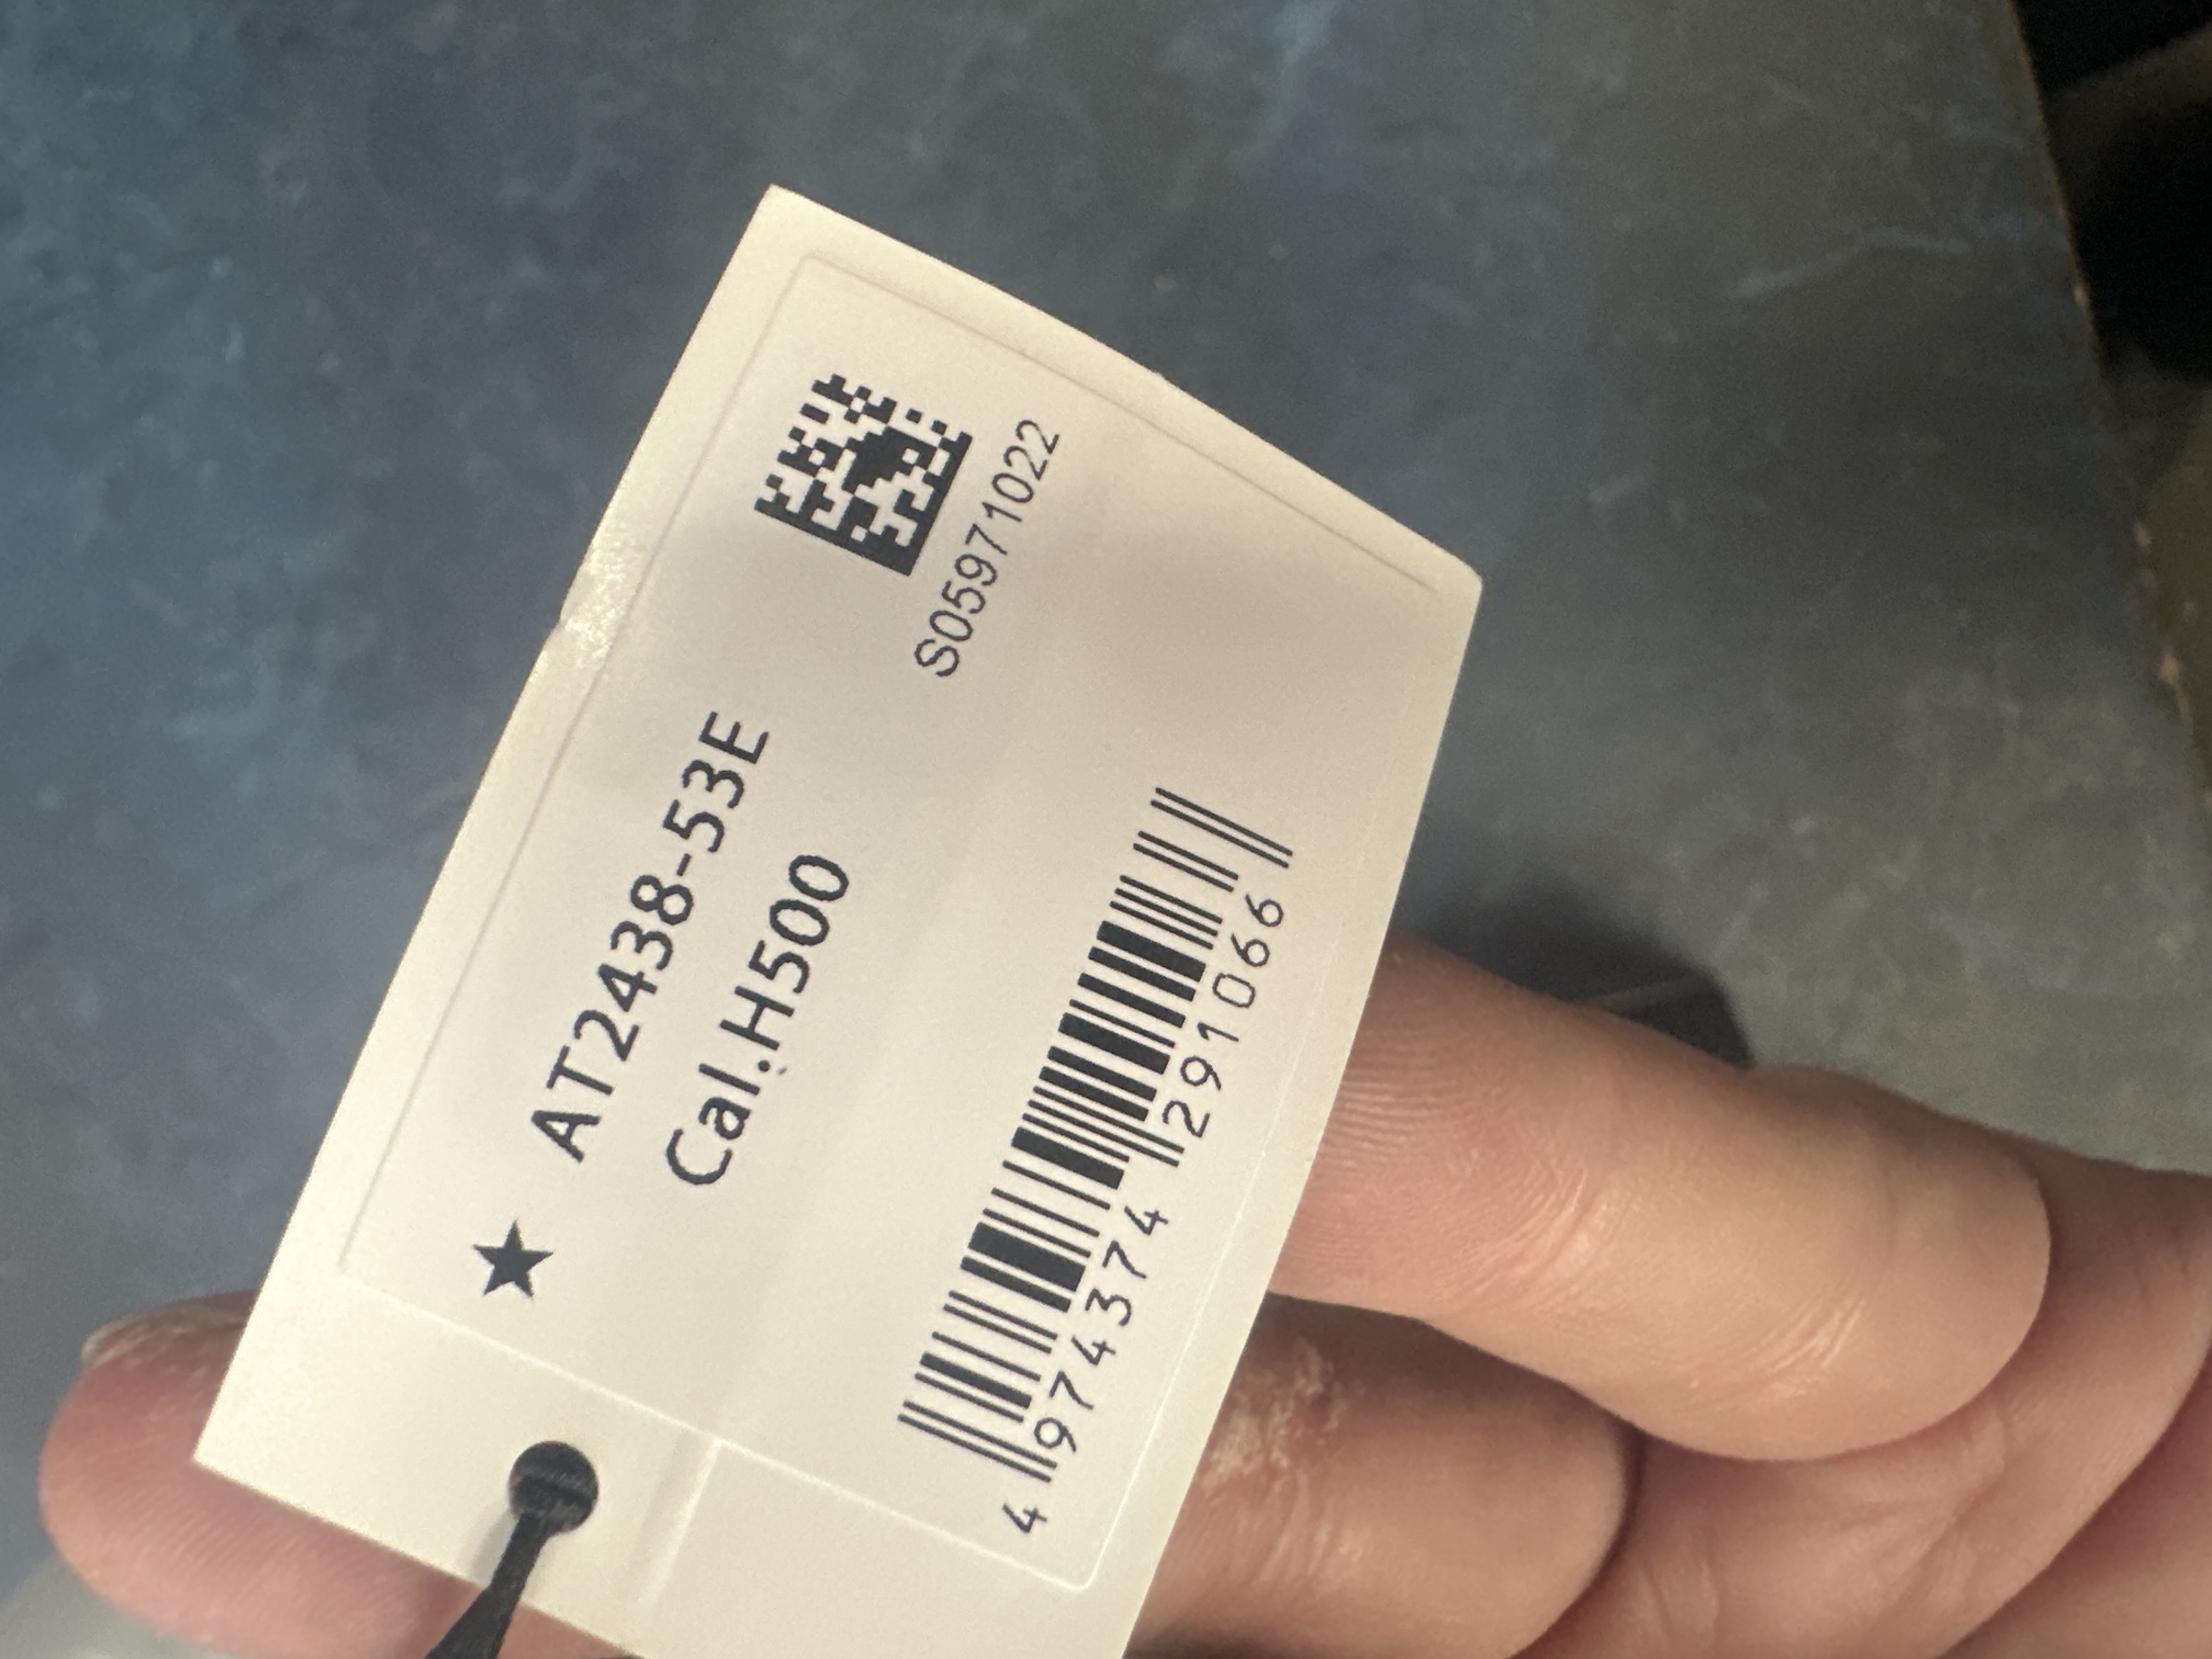 ★ AT2438-53E
Cal.H500
S05971022
4 974374 291066